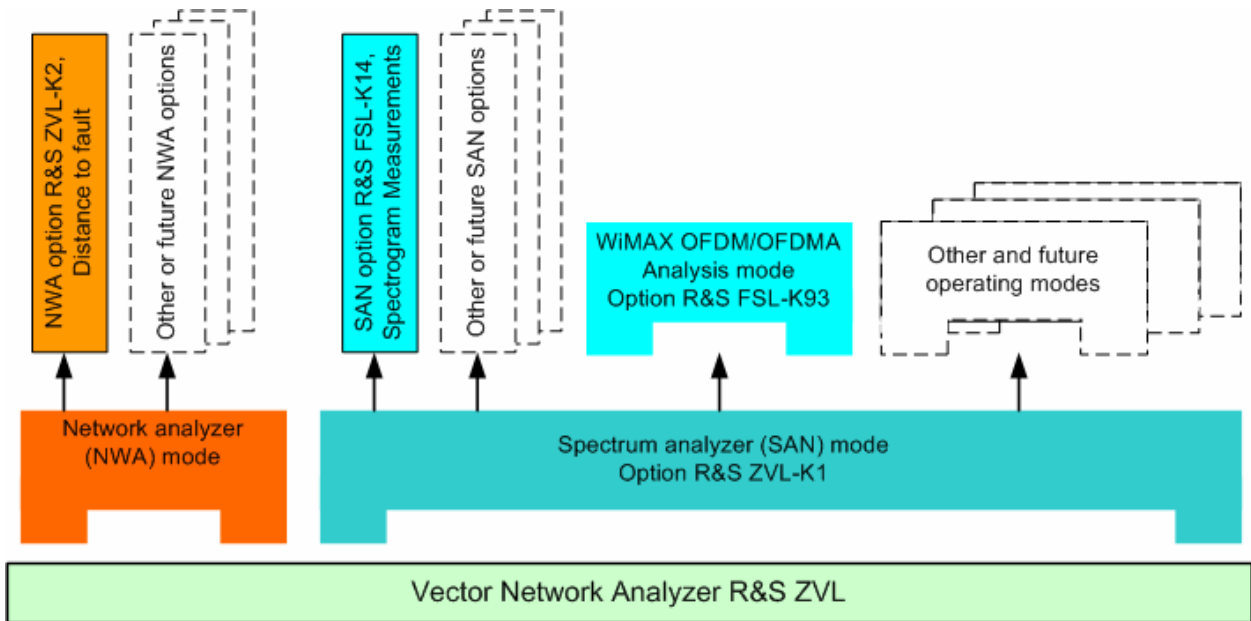 NWA option R&S ZVL-K2,
Distance to fault
Other or future NWA options
SAN option R&S FSL-K14,
Spectrogram Measurements
Other or future SAN options
WiMAX OFDM/OFDMA
Analysis mode
Option R&S FSL-K93
Other and future
operating modes
Network analyzer
(NWA) mode
Spectrum analyzer (SAN) mode
Option R&S ZVL-K1
Vector Network Analyzer R&S ZVL